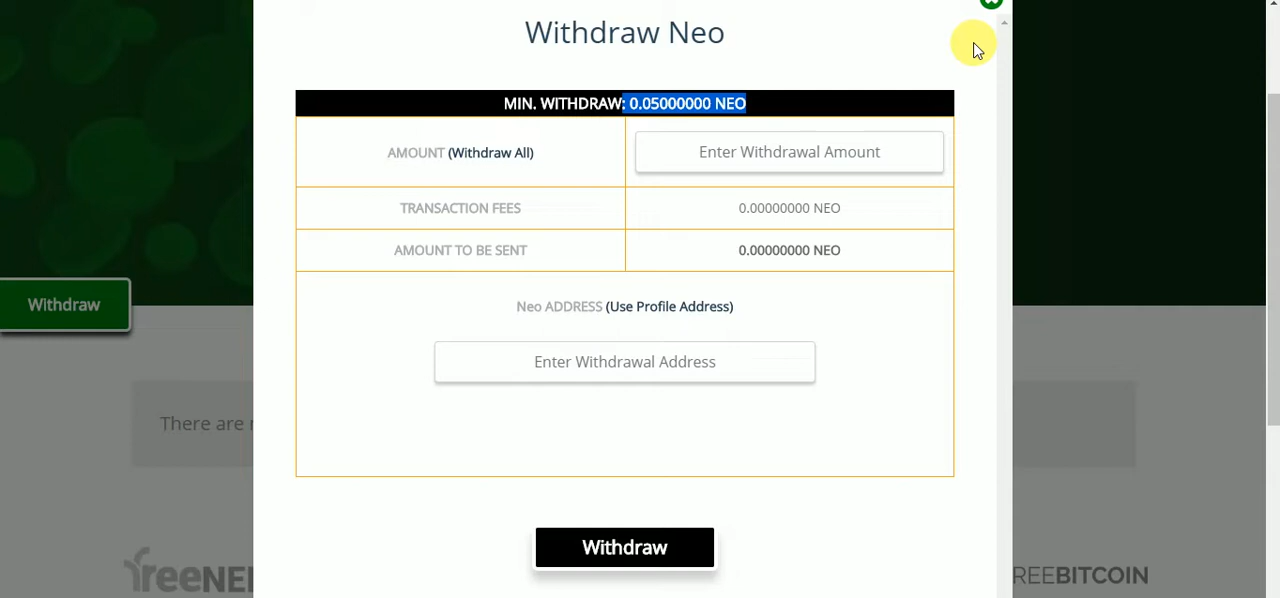 Withdraw Neo
MIN. WITHDRAW: 0.05000000 NEO
AMOUNT (Withdraw All)
Enter Withdrawal Amount
TRANSACTION FEES
0.00000000 NEO
AMOUNT TO BE SENT
0.00000000 NEO
Neo ADDRESS (Use Profile Address)
Enter Withdrawal Address
Withdraw
Withdraw
There are
freeNE
REEBITCOIN